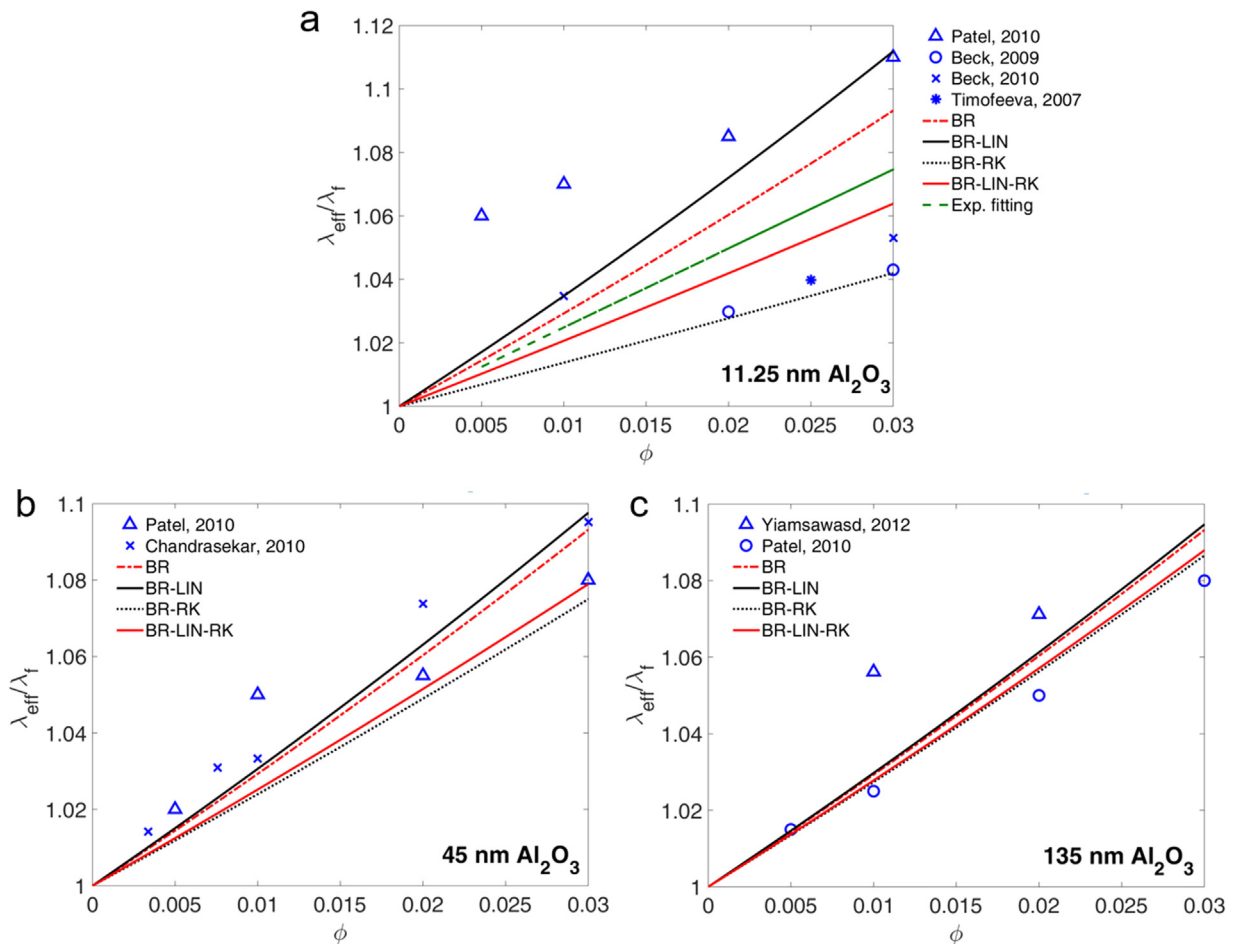 a
1.12
1.1
1.08
1.06
1.04
1.02
1
λeff/λf
0 0.005 0.01 0.015 0.02 0.025 0.03
ϕ
11.25 nm Al2O3
Patel, 2010
Beck, 2009
Beck, 2010
Timofeeva, 2007
BR
BR-LIN
BR-RK
BR-LIN-RK
Exp. fitting
b
1.1
1.08
1.06
1.04
1.02
1
λeff/λf
0 0.005 0.01 0.015 0.02 0.025 0.03
ϕ
Patel, 2010
Chandrasekar, 2010
BR
BR-LIN
BR-RK
BR-LIN-RK
45 nm Al2O3
c
1.1
1.08
1.06
1.04
1.02
1
λeff/λf
0 0.005 0.01 0.015 0.02 0.025 0.03
ϕ
Yiamsawasd, 2012
Patel, 2010
BR
BR-LIN
BR-RK
BR-LIN-RK
135 nm Al2O3